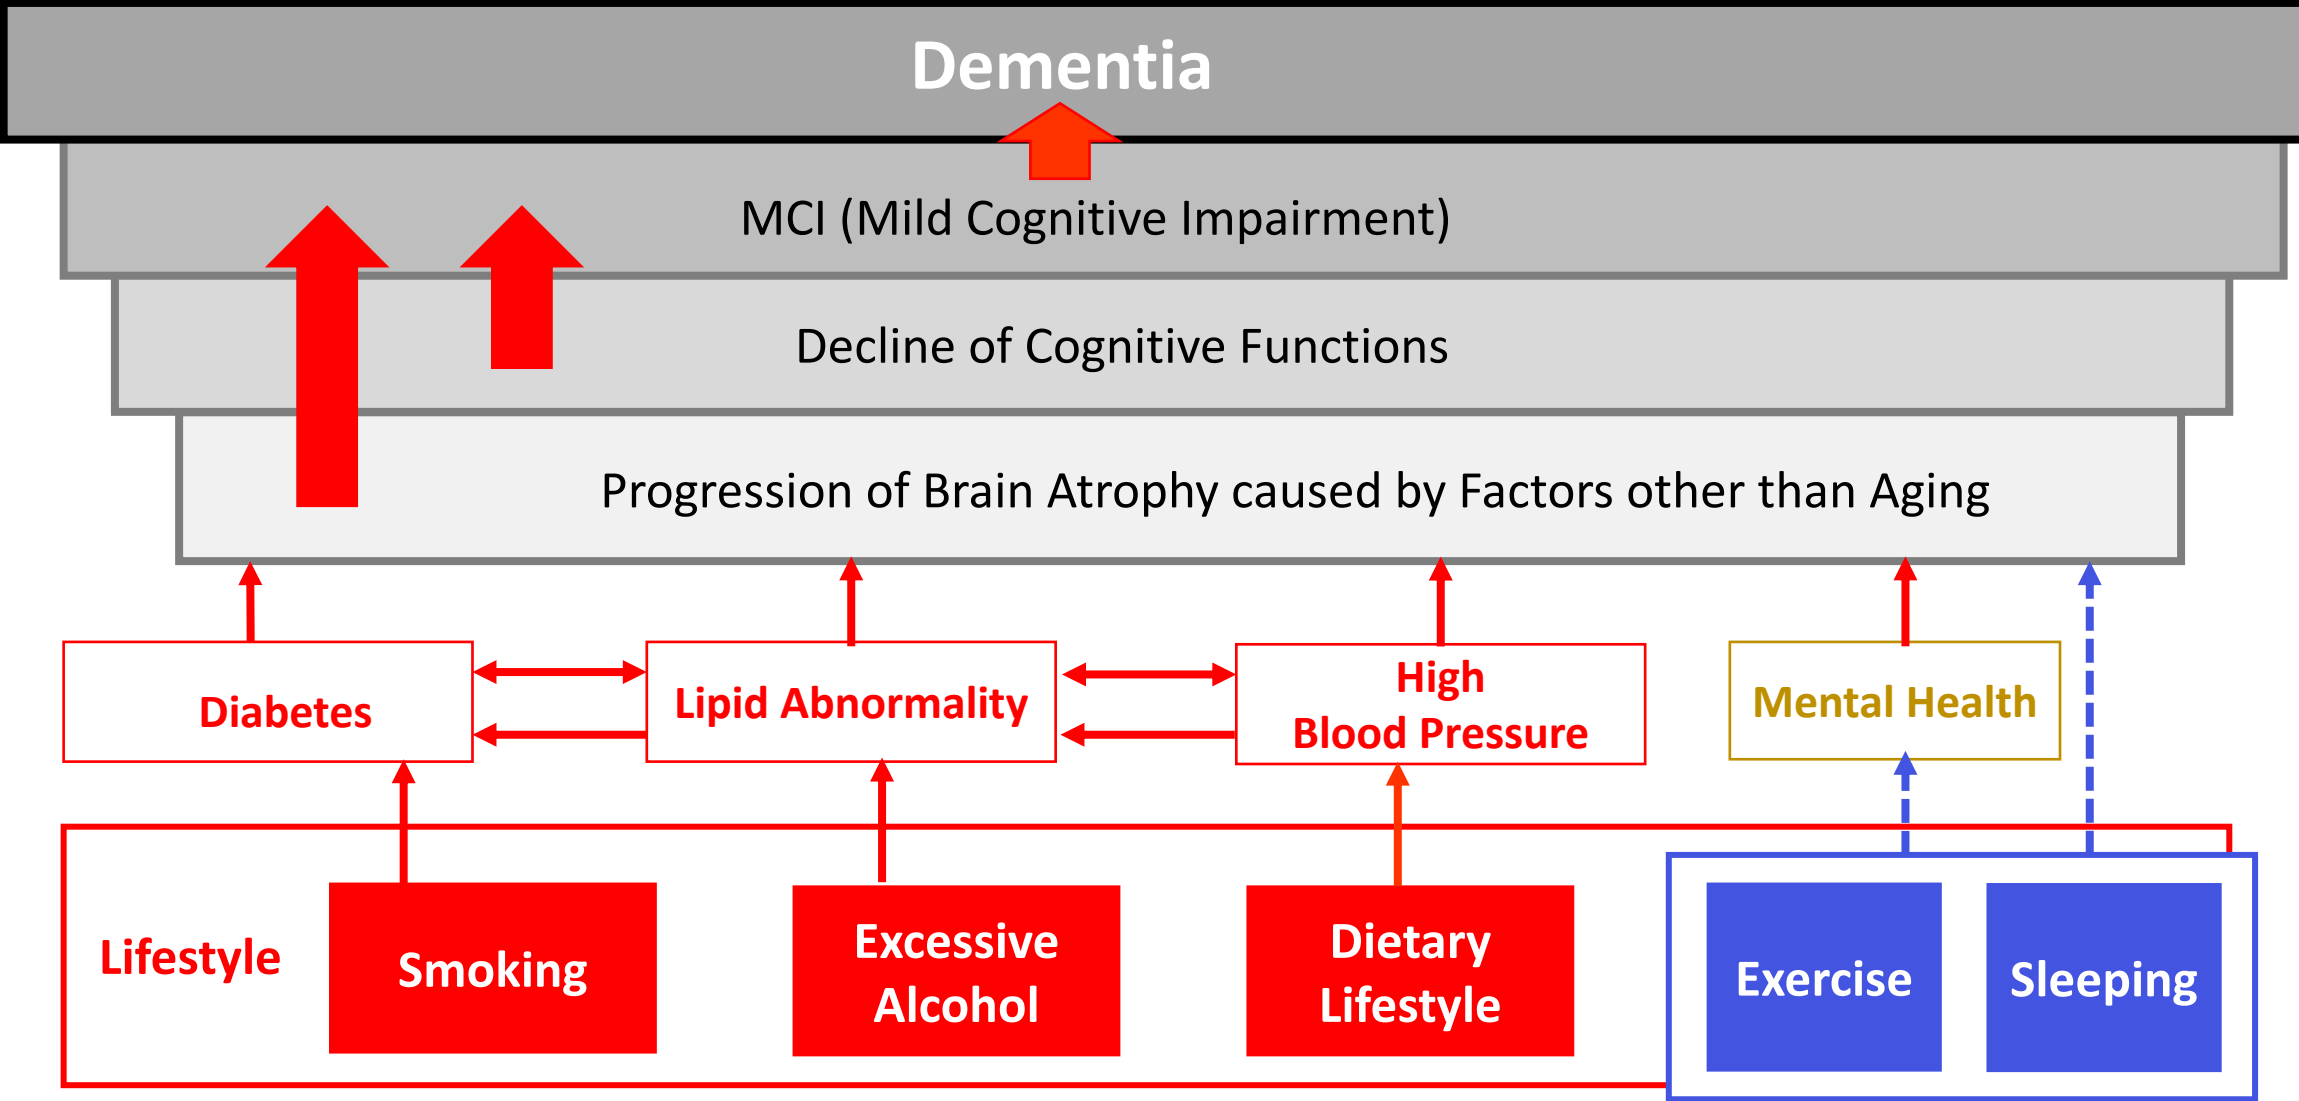 Dementia
MCI (Mild Cognitive Impairment)
Decline of Cognitive Functions
Progression of Brain Atrophy caused by Factors other than Aging
Diabetes
Lipid Abnormality
High
Blood Pressure
Mental Health
Lifestyle
Smoking
Excessive
Alcohol
Dietary
Lifestyle
Exercise
Sleeping